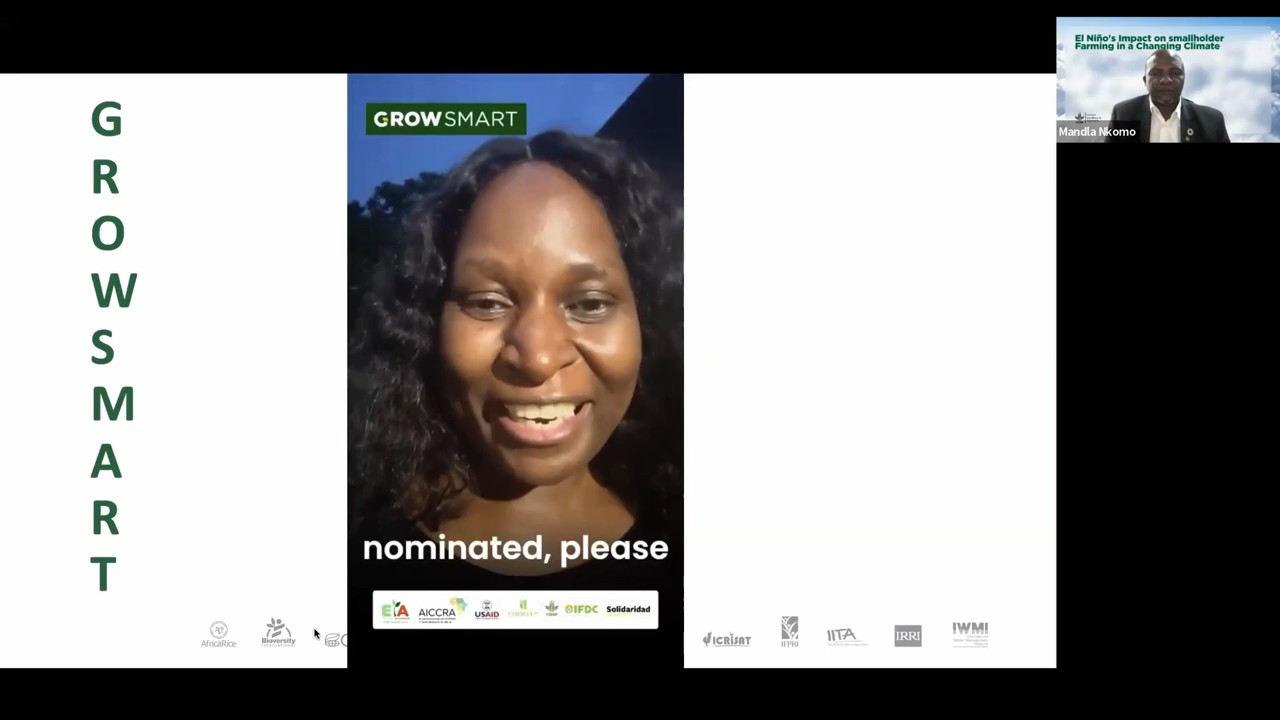 G
R
O
W
S
M
A
R
T
GROWSMART
nominated, please
EiA
AICCRA
USAID
IFDC
Solidaridad
AfricaRice
Bioversity
ICRISAT
IFPRI
IITA
IRRI
IWMI
El Niño's Impact on smallholder
Farming in a Changing Climate
Mandla Nkomo